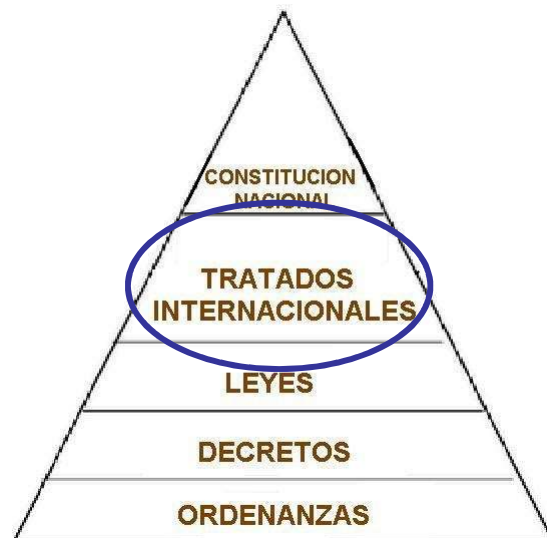 CONSTITUCION
NACIONAL
TRATADOS
INTERNACIONALES
LEYES
DECRETOS
ORDENANZAS